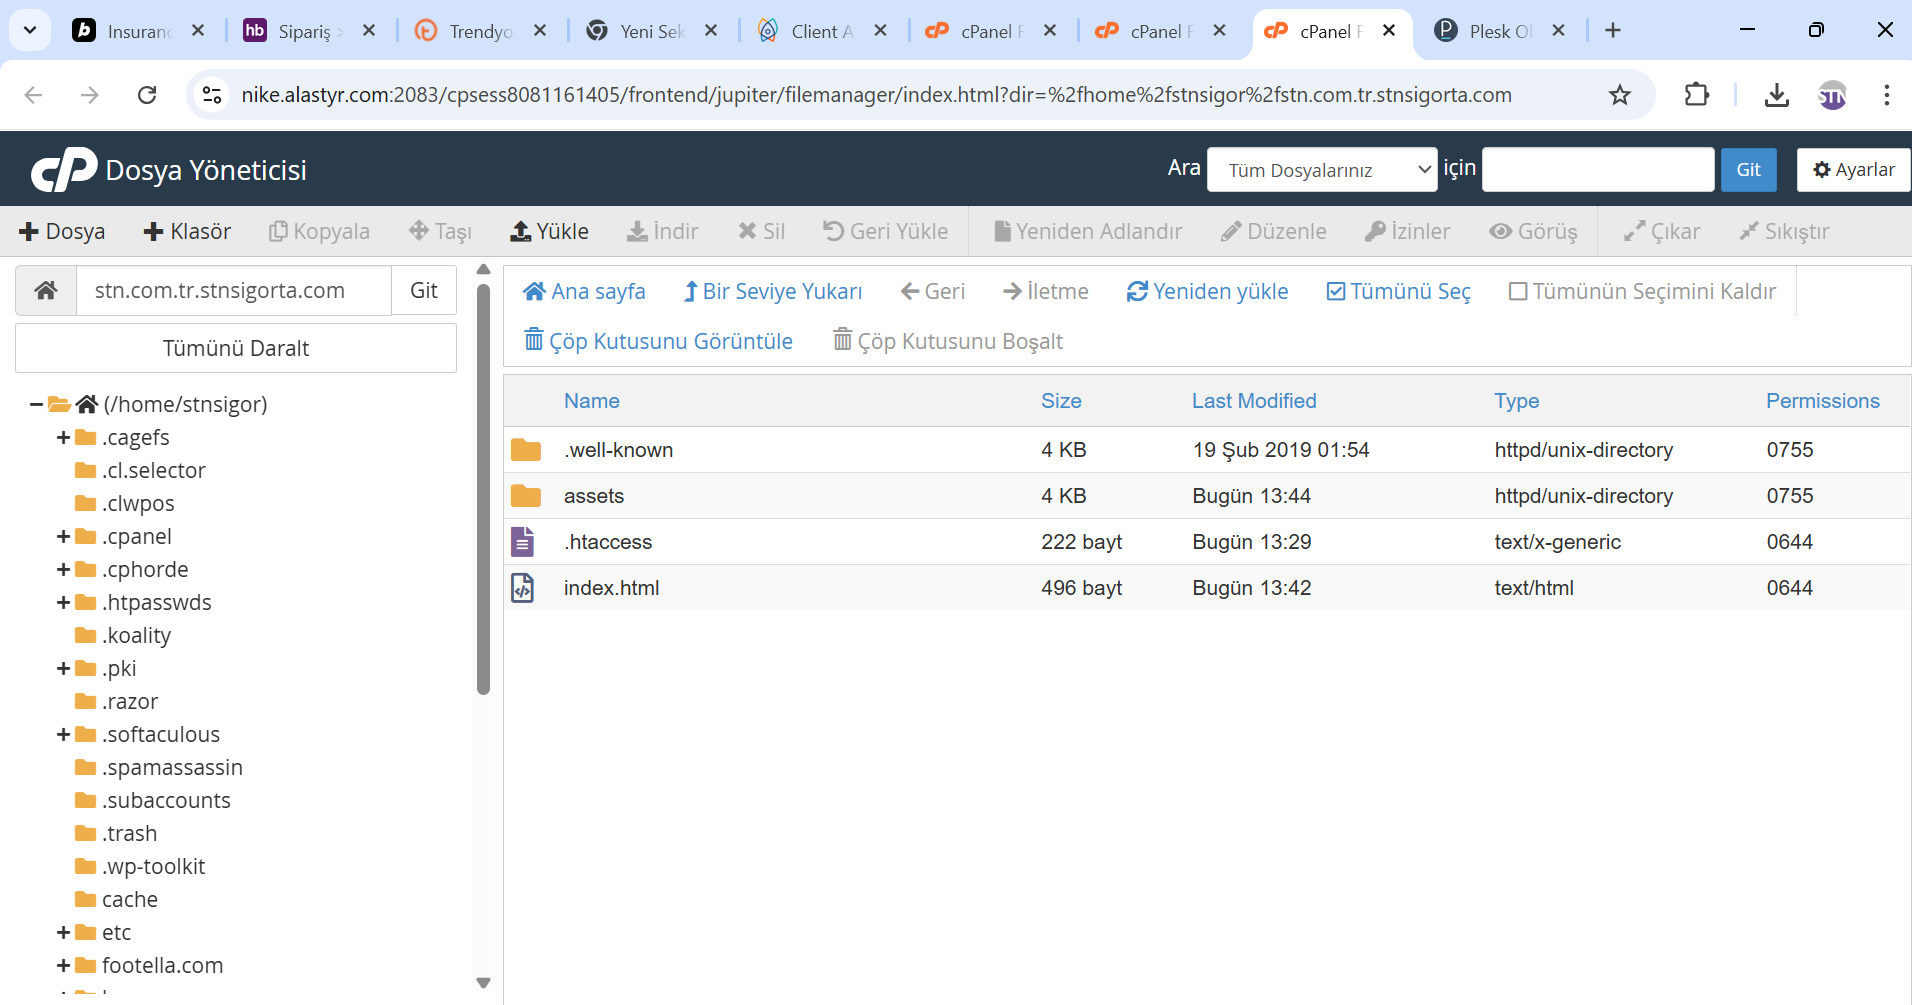 Insuranc
hb Sipariş >
Trendyo
Yeni Sek
Client A
cPanel F
cPanel F
cPanel F
Plesk Ol
nike.alastyr.com:2083/cpsess8081161405/frontend/jupiter/filemanager/index.html?dir=%2fhome%2fstnsigor%2fstn.com.tr.stnsigorta.com
STN
cP Dosya Yöneticisi
Ara Tüm Dosyalarınız için Git Ayarlar
Dosya Klasör Kopyala Taşı Yükle İndir Sil Geri Yükle Yeniden Adlandır Düzenle İzinler Görüş Çıkar Sıkıştır
stn.com.tr.stnsigorta.com Git
Tümünü Daralt
(/home/stnsigor)
.cagefs
.cl.selector
.clwpos
.cpanel
.cphorde
.htpasswds
.koality
.pki
.razor
.softaculous
.spamassassin
.subaccounts
.trash
.wp-toolkit
cache
etc
footella.com
Ana sayfa Bir Seviye Yukarı Geri İletme Yeniden yükle Tümünü Seç Tümünün Seçimini Kaldır
Çöp Kutusunu Görüntüle Çöp Kutusunu Boşalt
Name Size Last Modified Type Permissions
.well-known 4 KB 19 Şub 2019 01:54 httpd/unix-directory 0755
assets 4 KB Bugün 13:44 httpd/unix-directory 0755
.htaccess 222 bayt Bugün 13:29 text/x-generic 0644
index.html 496 bayt Bugün 13:42 text/html 0644